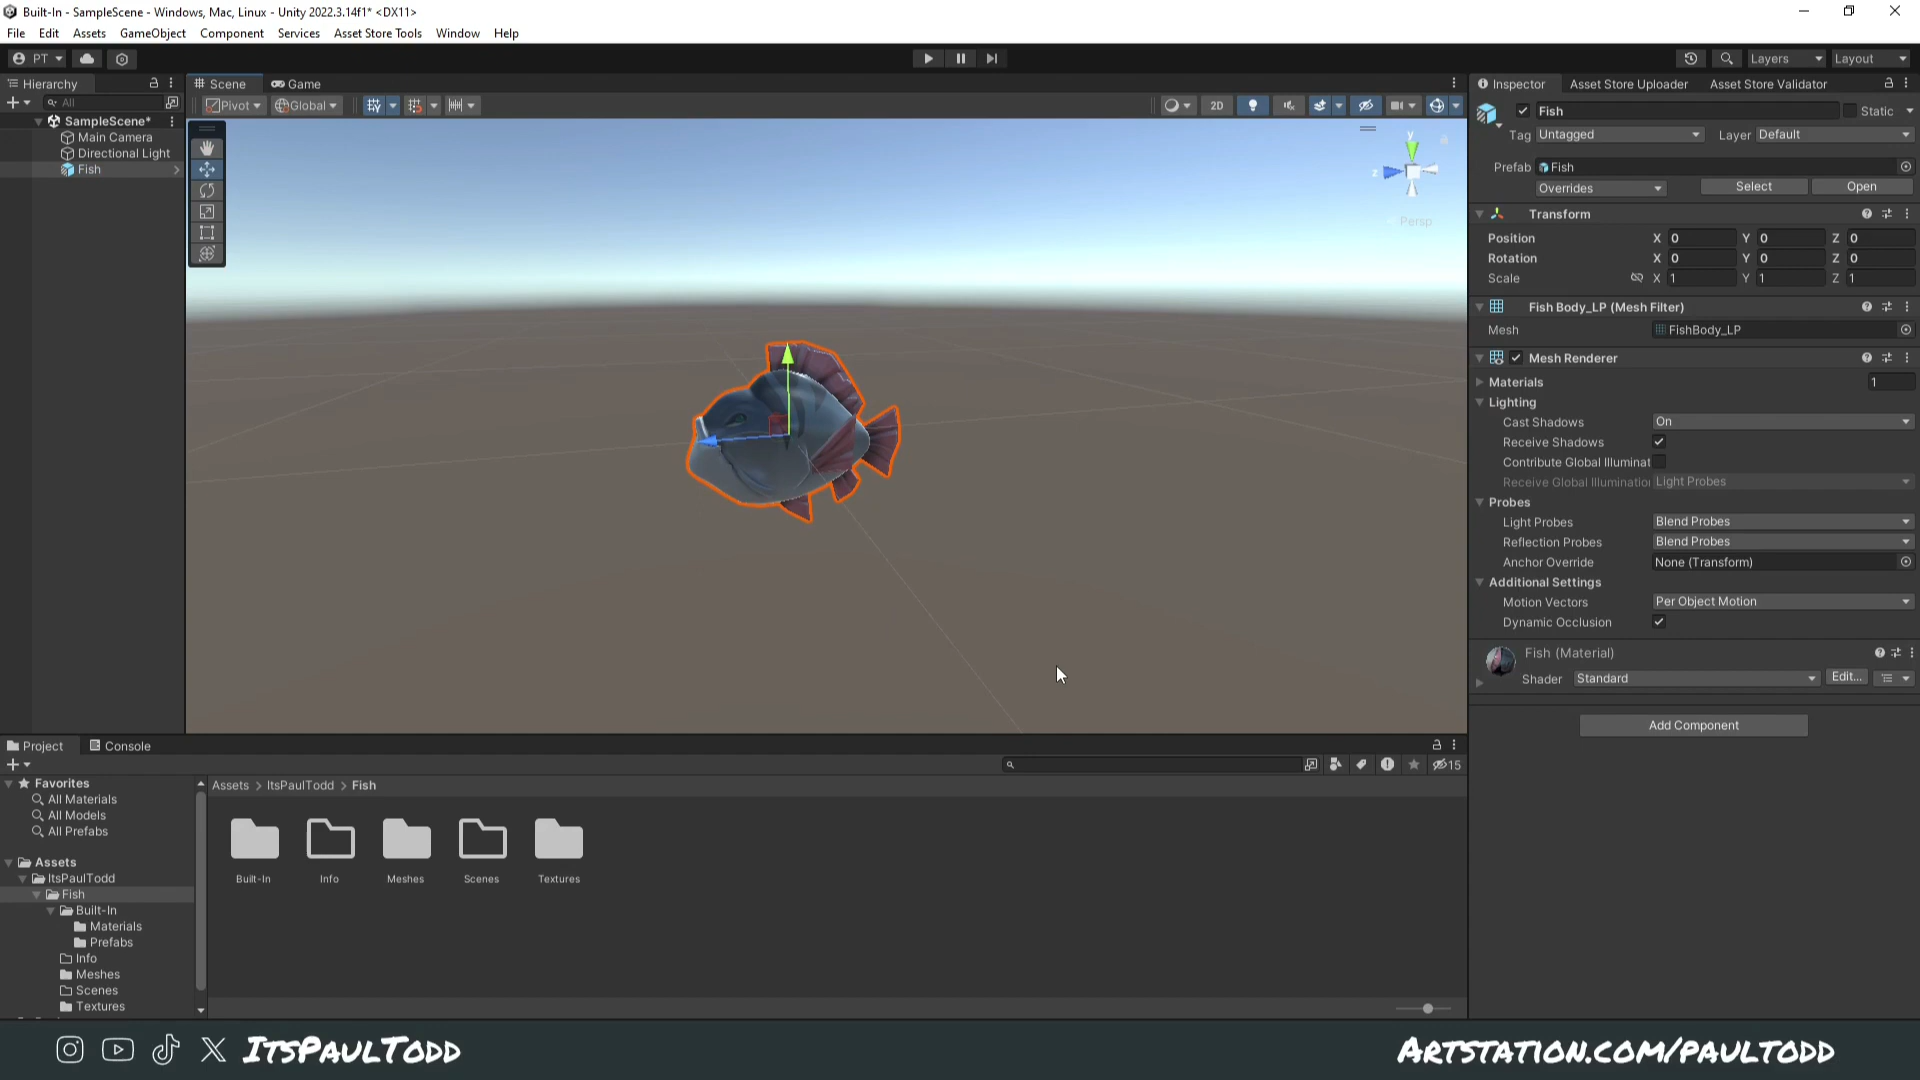 Built-In - SampleScene - Windows, Mac, Linux - Unity 2022.3.14f1* <DX11>
File Edit Assets GameObject Component Services Asset Store Tools Window Help
PT Layers Layout
Hierarchy
All
SampleScene*
Main Camera
Directional Light
Fish
Scene Game
Pivot Global 2D
y
z
Persp
Inspector Asset Store Uploader Asset Store Validator
Fish Static
Tag Untagged Layer Default
Prefab Fish
Overrides Select Open
Transform
Position X 0 Y 0 Z 0
Rotation X 0 Y 0 Z 0
Scale X 1 Y 1 Z 1
Fish Body_LP (Mesh Filter)
Mesh FishBody_LP
Mesh Renderer
Materials 1
Lighting
Cast Shadows On
Receive Shadows
Contribute Global Illuminat
Receive Global Illumination Light Probes
Probes
Light Probes Blend Probes
Reflection Probes Blend Probes
Anchor Override None (Transform)
Additional Settings
Motion Vectors Per Object Motion
Dynamic Occlusion
Fish (Material)
Shader Standard Edit...
Add Component
Project Console
15
Favorites
All Materials
All Models
All Prefabs
Assets
ItsPaulTodd
Fish
Built-In
Materials
Prefabs
Info
Meshes
Scenes
Textures
Assets > ItsPaulTodd > Fish
Built-In Info Meshes Scenes Textures
ItsPaulTodd
Artstation.com/paultodd